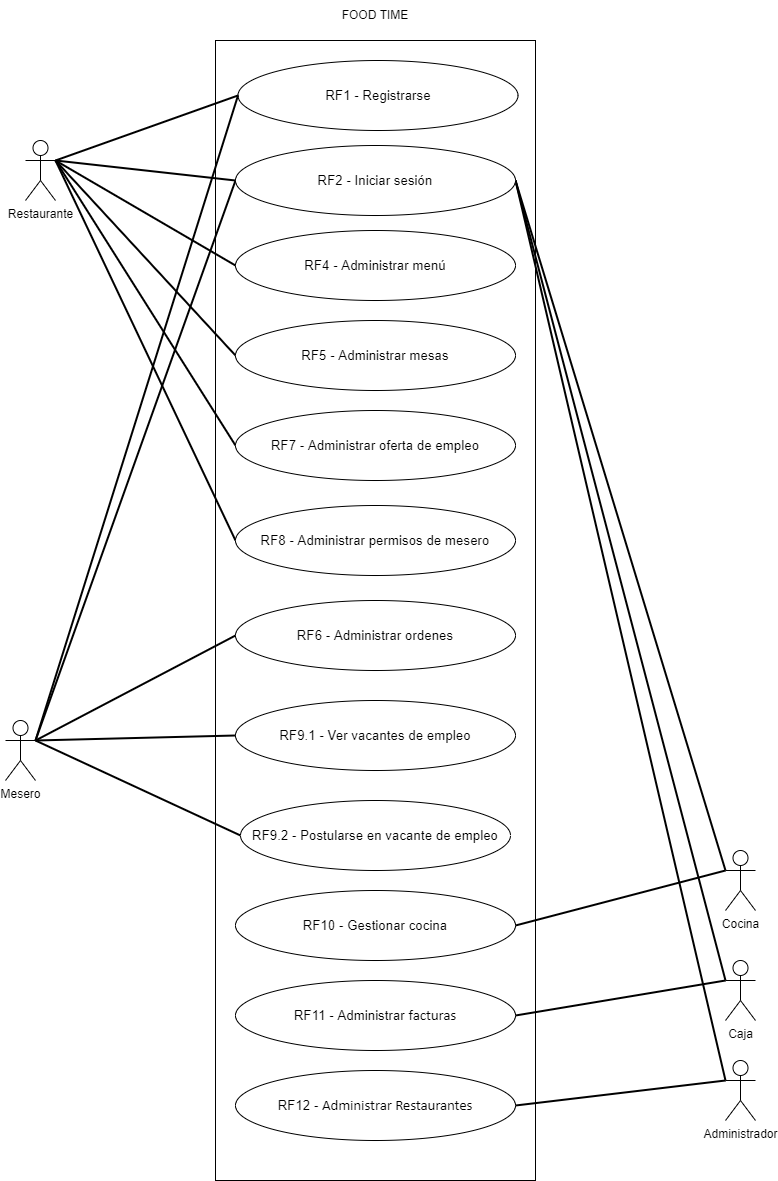 FOOD TIME
RF1 - Registrarse
RF2 - Iniciar sesión
Restaurante
RF4 - Administrar menú
RF5 - Administrar mesas
RF7 - Administrar oferta de empleo
RF8 - Administrar permisos de mesero
RF6 - Administrar ordenes
RF9.1 - Ver vacantes de empleo
Mesero
RF9.2 - Postularse en vacante de empleo
RF10 - Gestionar cocina
Cocina
RF11 - Administrar facturas
Caja
RF12 - Administrar Restaurantes
Administrador